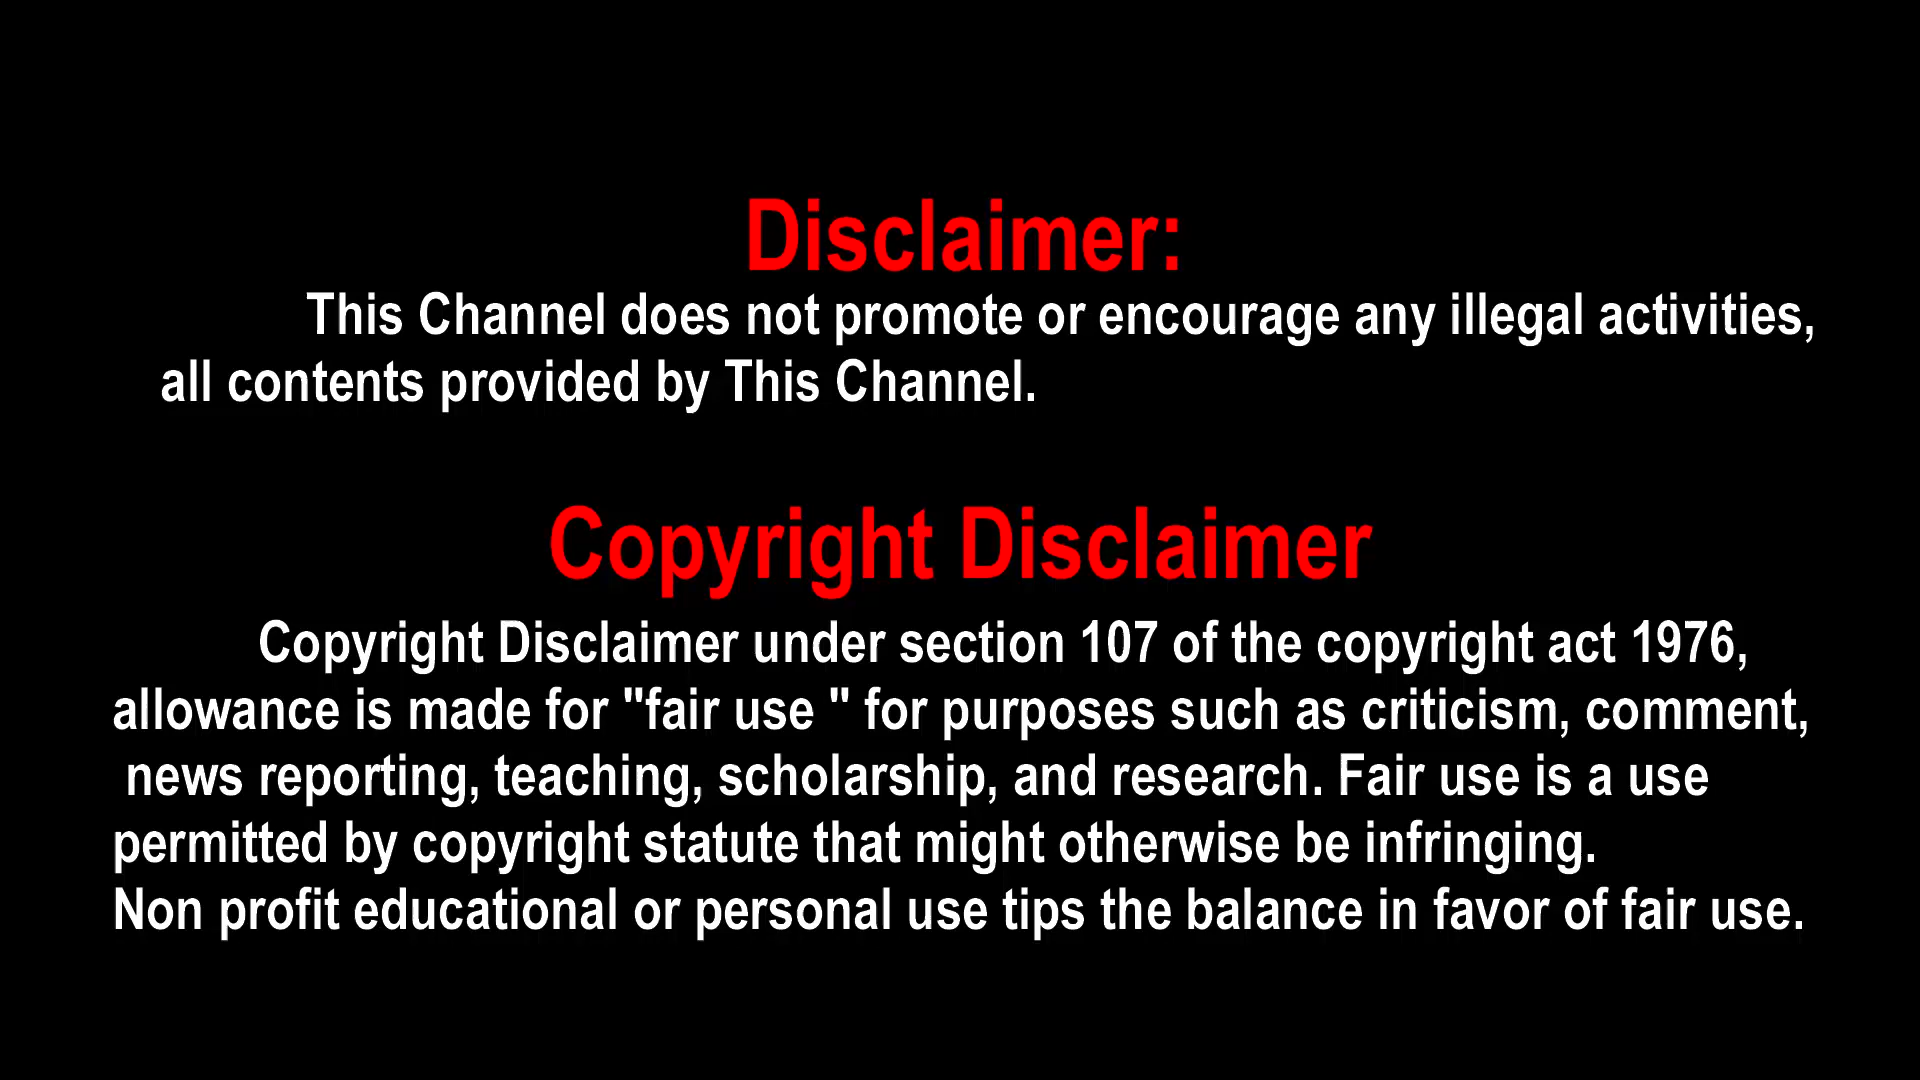 Disclaimer:
This Channel does not promote or encourage any illegal activities,
all contents provided by This Channel.
Copyright Disclaimer
Copyright Disclaimer under section 107 of the copyright act 1976,
allowance is made for "fair use " for purposes such as criticism, comment,
news reporting, teaching, scholarship, and research. Fair use is a use
permitted by copyright statute that might otherwise be infringing.
Non profit educational or personal use tips the balance in favor of fair use.